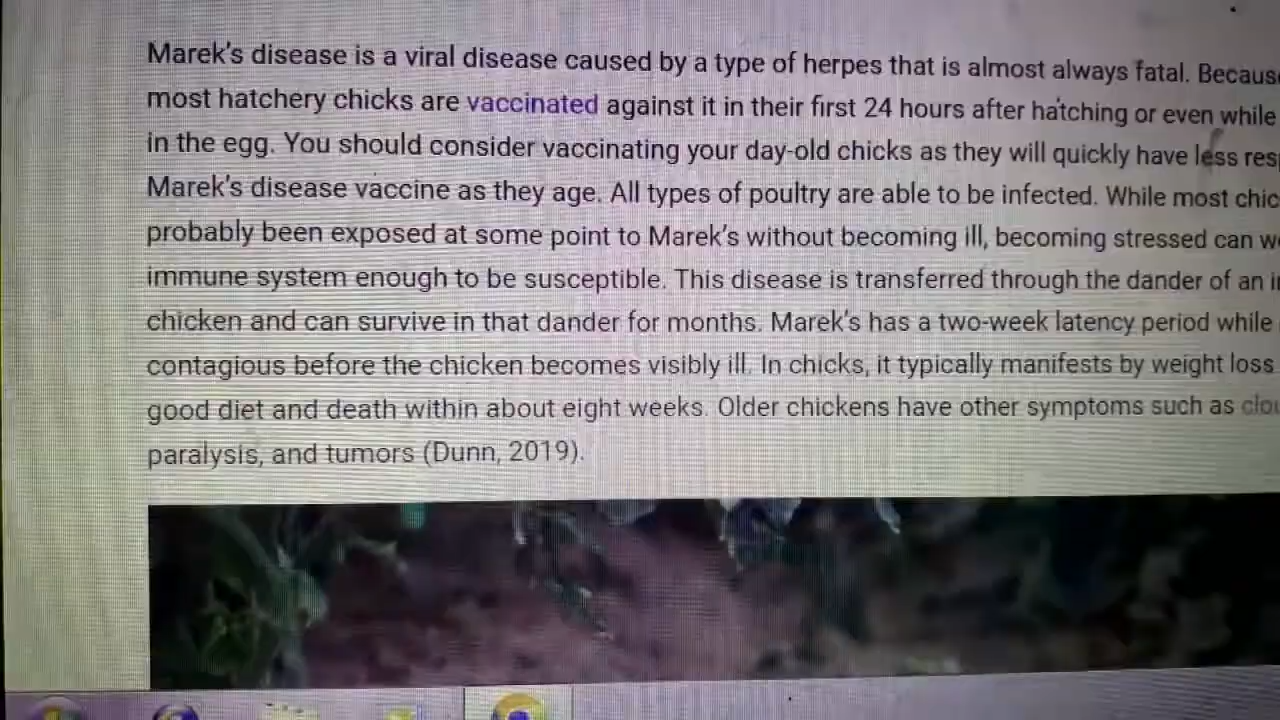 Marek's disease is a viral disease caused by a type of herpes that is almost always fatal. Because
most hatchery chicks are vaccinated against it in their first 24 hours after hatching or even while
in the egg. You should consider vaccinating your day-old chicks as they will quickly have less
Marek's disease vaccine as they age. All types of poultry are able to be infected. While most
probably been exposed at some point to Marek's without becoming ill, becoming stressed can
immune system enough to be susceptible. This disease is transferred through the dander of an
chicken and can survive in that dander for months. Marek's has a two-week latency period while
contagious before the chicken becomes visibly ill. In chicks, it typically manifests by weight loss
good diet and death within about eight weeks. Older chickens have other symptoms such as
paralysis, and tumors (Dunn, 2019).